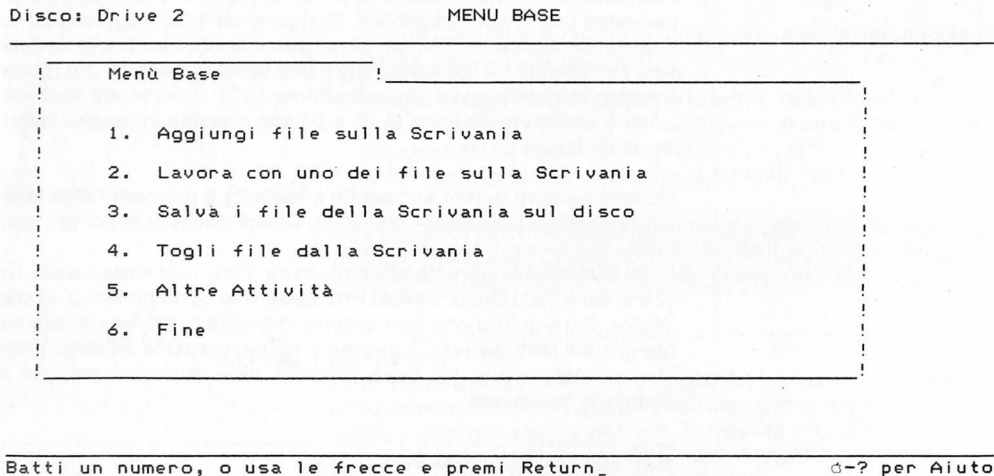 Disco: Drive 2 MENU BASE
Menù Base
1. Aggiungi file sulla Scrivania
2. Lavora con uno dei file sulla Scrivania
3. Salva i file della Scrivania sul disco
4. Togli file dalla Scrivania
5. Altre Attività
6. Fine
Batti un numero, o usa le frecce e premi Return_ -? per Aiuto